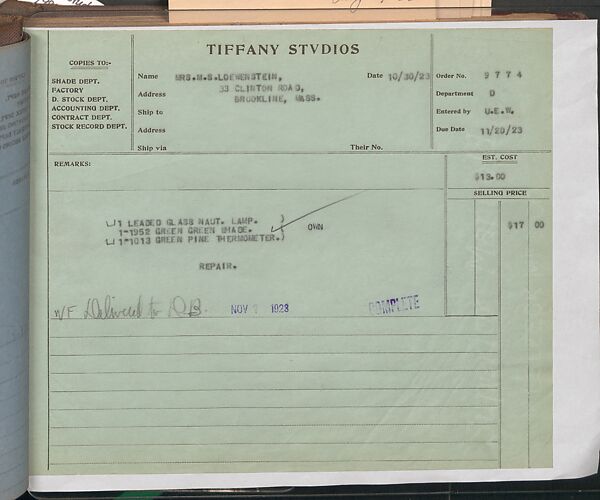 TIFFANY STVDIOS
COPIES TO:-
SHADE DEPT.
FACTORY
D. STOCK DEPT.
ACCOUNTING DEPT.
CONTRACT DEPT.
STOCK RECORD DEPT.
Name MRS.M.S.LOEWENSTEIN, Date 10/30/23
Address 33 CLINTON ROAD,
BROOKLINE, MASS.
Ship to
Address
Ship via Their No.
Order No. 9774
Department D
Entered by U.E.W.
Due Date 11/20/23
REMARKS:
EST. COST
$13.00
SELLING PRICE
$17 00
1 LEADED GLASS NAUT. LAMP. )
1-1952 GREEN GREEN SHADE. ( OWN
1-1013 GREEN PINE THERMOMETER.)
REPAIR.
WF Delivered to D.B. NOV 1923 COMPLETE